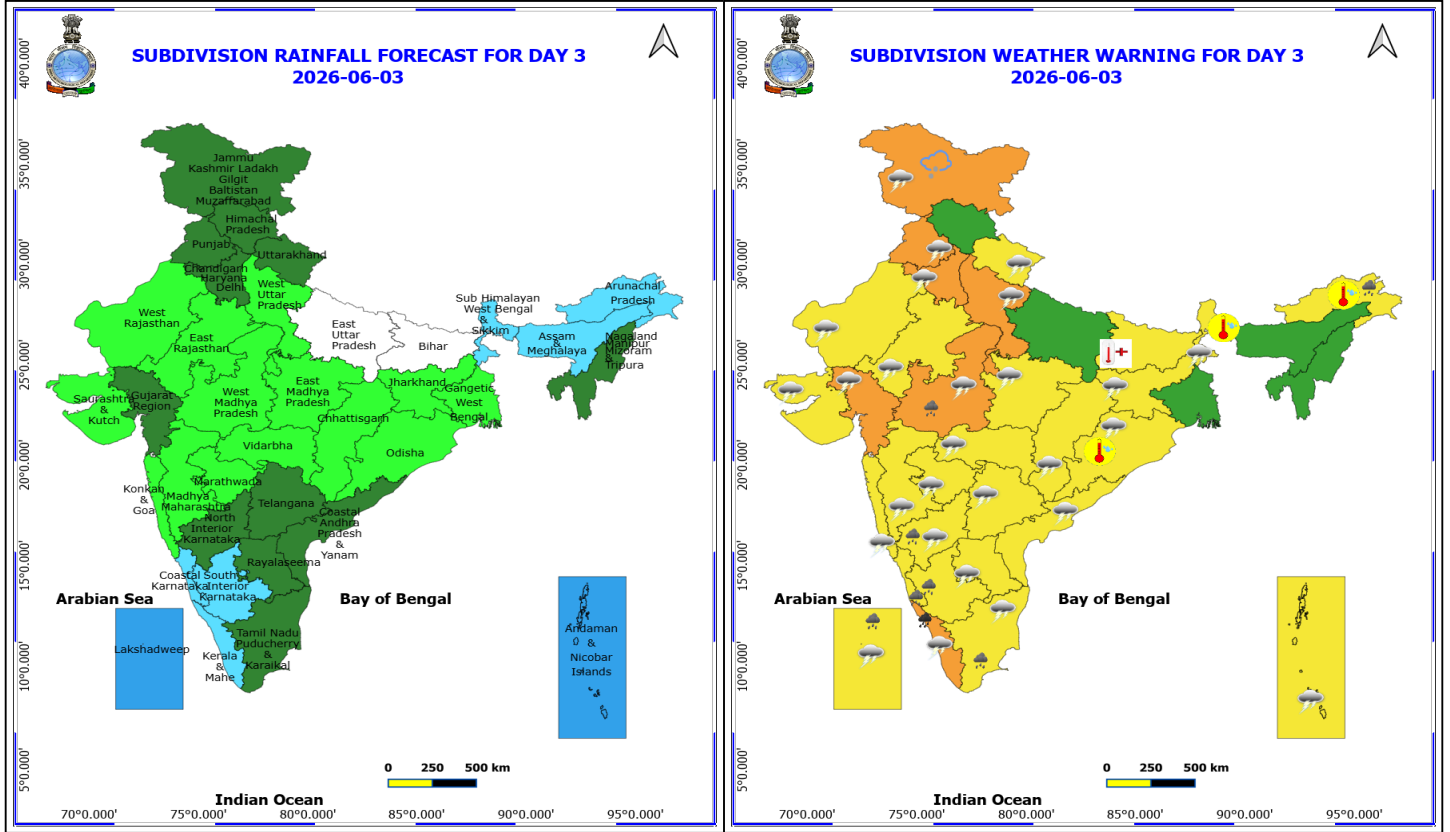 SUBDIVISION RAINFALL FORECAST FOR DAY 3
2026-06-03
40°0.000'
35°0.000'
30°0.000'
25°0.000'
20°0.000'
15°0.000'
10°0.000'
5°0.000'
Jammu
Kashmir Ladakh
Gilgit
Baltistan
Muzaffarabad
Himachal
Pradesh
Punjab
Uttarakhand
Chandigarh
Haryana
Delhi
West
Uttar
Pradesh
West
Rajasthan
East
Rajasthan
East
Uttar
Pradesh
Bihar
Sub Himalayan
West Bengal
&
Sikkim
Arunachal
Pradesh
Assam
&
Meghalaya
Nagaland
Manipur
Mizoram
&
Tripura
Saurashtra
&
Kutch
Gujarat
Region
West
Madhya
Pradesh
East
Madhya
Pradesh
Jharkhand
Gangetic
West
Bengal
Chhattisgarh
Vidarbha
Odisha
Konkan
&
Goa
Madhya
Maharashtra
Marathwada
Telangana
North
Interior
Karnataka
Coastal
Andhra
Pradesh
&
Yanam
Rayalaseema
Coastal
Karnataka
South
Interior
Karnataka
Arabian Sea
Bay of Bengal
Lakshadweep
Kerala
&
Mahe
Tamil Nadu
Puducherry
&
Karaikal
Andaman
&
Nicobar
Islands
0 250 500 km
Indian Ocean
70°0.000' 75°0.000' 80°0.000' 85°0.000' 90°0.000' 95°0.000'
SUBDIVISION WEATHER WARNING FOR DAY 3
2026-06-03
40°0.000'
35°0.000'
30°0.000'
25°0.000'
20°0.000'
15°0.000'
10°0.000'
5°0.000'
Arabian Sea
Bay of Bengal
0 250 500 km
Indian Ocean
70°0.000' 75°0.000' 80°0.000' 85°0.000' 90°0.000' 95°0.000'